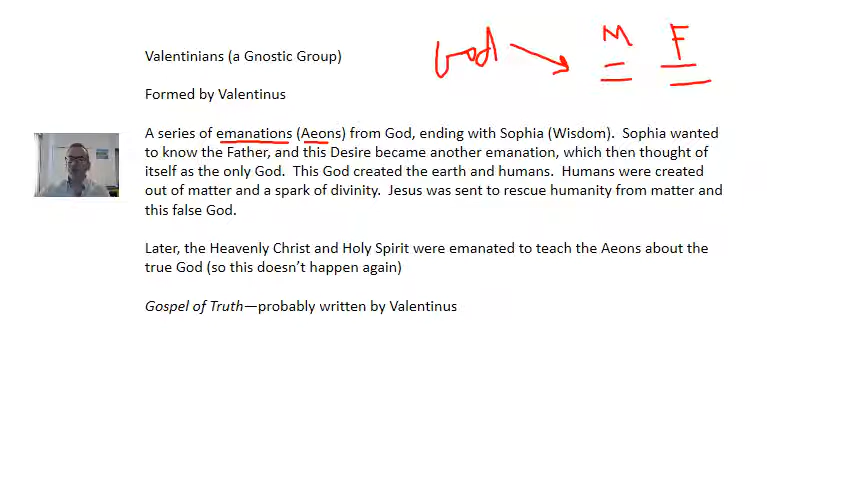 God M F
Valentinians (a Gnostic Group)
Formed by Valentinus
A series of emanations (Aeons) from God, ending with Sophia (Wisdom). Sophia wanted
to know the Father, and this Desire became another emanation, which then thought of
itself as the only God. This God created the earth and humans. Humans were created
out of matter and a spark of divinity. Jesus was sent to rescue humanity from matter and
this false God.
Later, the Heavenly Christ and Holy Spirit were emanated to teach the Aeons about the
true God (so this doesn’t happen again)
Gospel of Truth—probably written by Valentinus